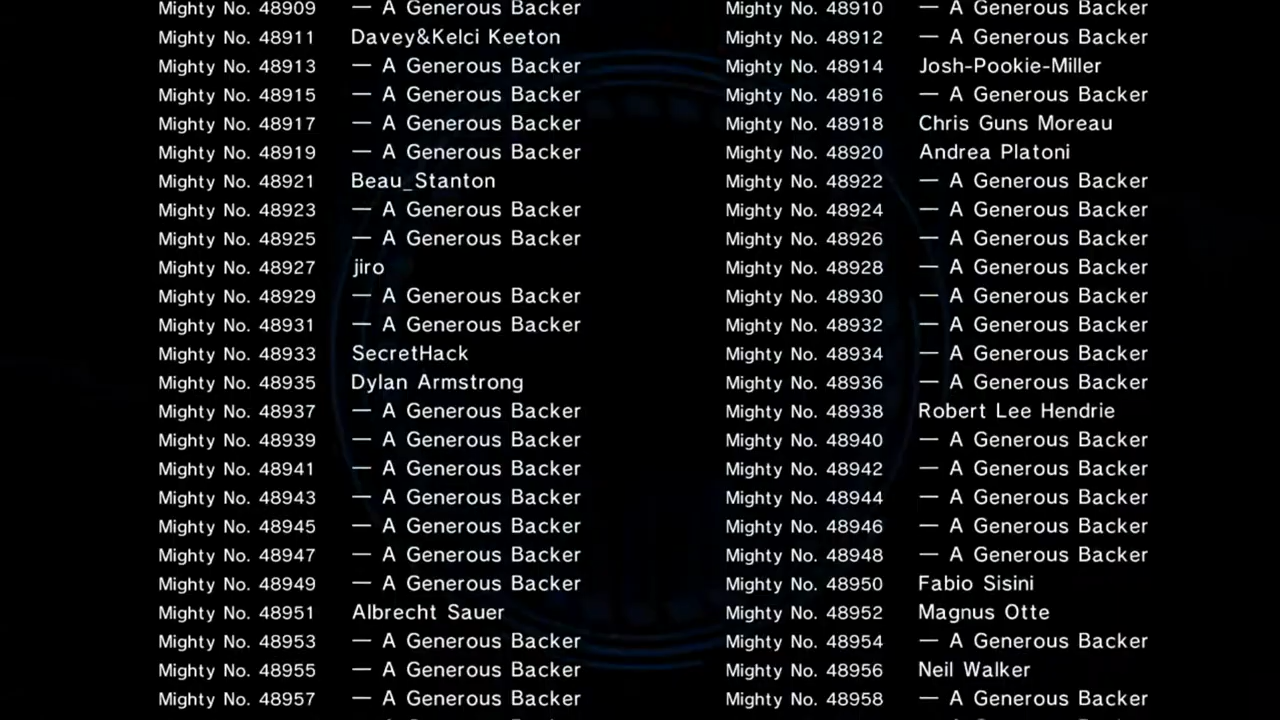 Mighty No. 48909 — A Generous Backer Mighty No. 48910 — A Generous Backer
Mighty No. 48911 Davey&Kelci Keeton Mighty No. 48912 — A Generous Backer
Mighty No. 48913 — A Generous Backer Mighty No. 48914 Josh-Pookie-Miller
Mighty No. 48915 — A Generous Backer Mighty No. 48916 — A Generous Backer
Mighty No. 48917 — A Generous Backer Mighty No. 48918 Chris Guns Moreau
Mighty No. 48919 — A Generous Backer Mighty No. 48920 Andrea Platoni
Mighty No. 48921 Beau_Stanton Mighty No. 48922 — A Generous Backer
Mighty No. 48923 — A Generous Backer Mighty No. 48924 — A Generous Backer
Mighty No. 48925 — A Generous Backer Mighty No. 48926 — A Generous Backer
Mighty No. 48927 jiro Mighty No. 48928 — A Generous Backer
Mighty No. 48929 — A Generous Backer Mighty No. 48930 — A Generous Backer
Mighty No. 48931 — A Generous Backer Mighty No. 48932 — A Generous Backer
Mighty No. 48933 SecretHack Mighty No. 48934 — A Generous Backer
Mighty No. 48935 Dylan Armstrong Mighty No. 48936 — A Generous Backer
Mighty No. 48937 — A Generous Backer Mighty No. 48938 Robert Lee Hendrie
Mighty No. 48939 — A Generous Backer Mighty No. 48940 — A Generous Backer
Mighty No. 48941 — A Generous Backer Mighty No. 48942 — A Generous Backer
Mighty No. 48943 — A Generous Backer Mighty No. 48944 — A Generous Backer
Mighty No. 48945 — A Generous Backer Mighty No. 48946 — A Generous Backer
Mighty No. 48947 — A Generous Backer Mighty No. 48948 — A Generous Backer
Mighty No. 48949 — A Generous Backer Mighty No. 48950 Fabio Sisini
Mighty No. 48951 Albrecht Sauer Mighty No. 48952 Magnus Otte
Mighty No. 48953 — A Generous Backer Mighty No. 48954 — A Generous Backer
Mighty No. 48955 — A Generous Backer Mighty No. 48956 Neil Walker
Mighty No. 48957 — A Generous Backer Mighty No. 48958 — A Generous Backer